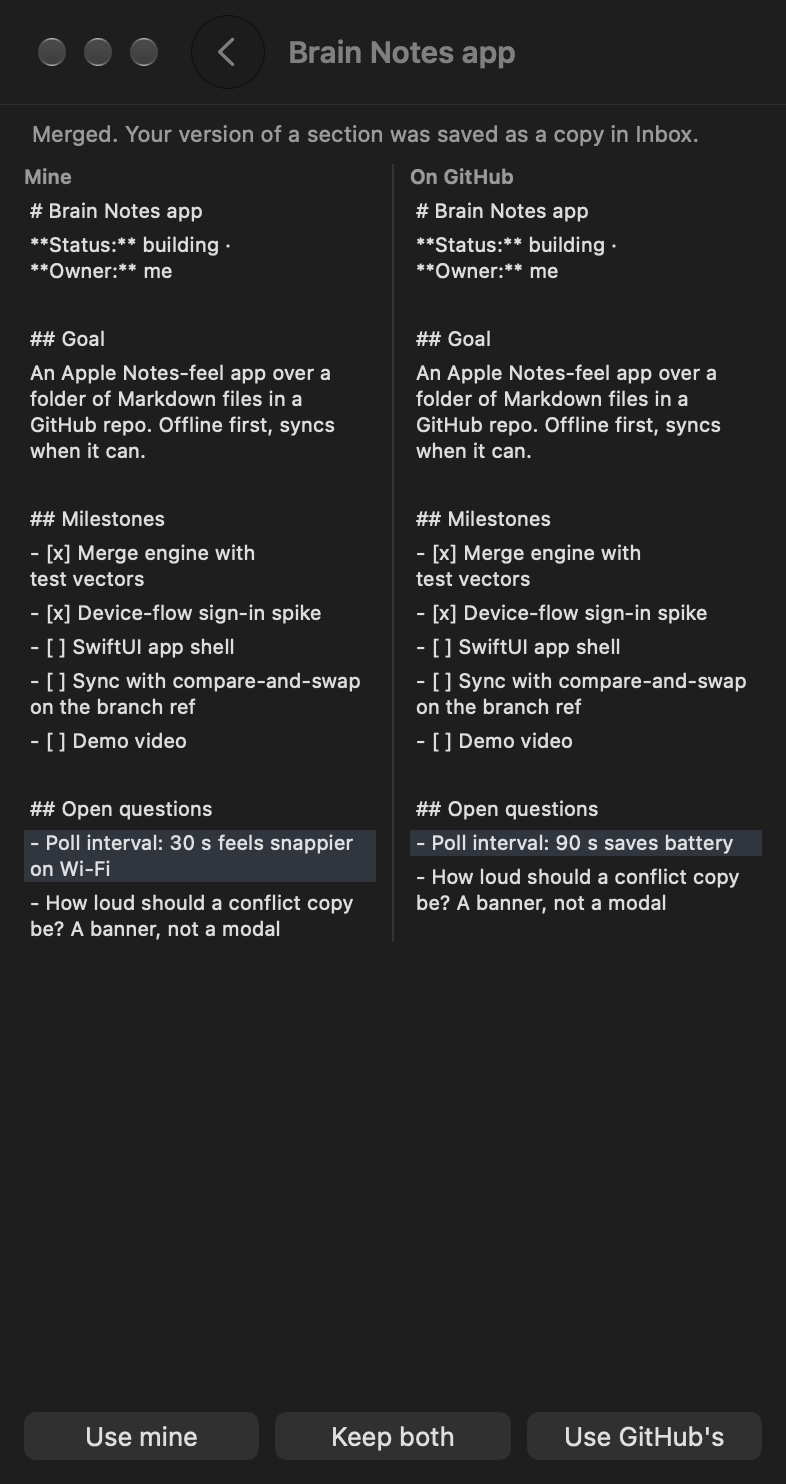 Brain Notes app
Merged. Your version of a section was saved as a copy in Inbox.
Mine
# Brain Notes app
**Status:** building ·
**Owner:** me
## Goal
An Apple Notes-feel app over a
folder of Markdown files in a
GitHub repo. Offline first, syncs
when it can.
## Milestones
- [x] Merge engine with
test vectors
- [x] Device-flow sign-in spike
- [ ] SwiftUI app shell
- [ ] Sync with compare-and-swap
on the branch ref
- [ ] Demo video
## Open questions
- Poll interval: 30 s feels snappier
on Wi-Fi
- How loud should a conflict copy
be? A banner, not a modal
On GitHub
# Brain Notes app
**Status:** building ·
**Owner:** me
## Goal
An Apple Notes-feel app over a
folder of Markdown files in a
GitHub repo. Offline first, syncs
when it can.
## Milestones
- [x] Merge engine with
test vectors
- [x] Device-flow sign-in spike
- [ ] SwiftUI app shell
- [ ] Sync with compare-and-swap
on the branch ref
- [ ] Demo video
## Open questions
- Poll interval: 90 s saves battery
- How loud should a conflict copy
be? A banner, not a modal
Use mine
Keep both
Use GitHub's